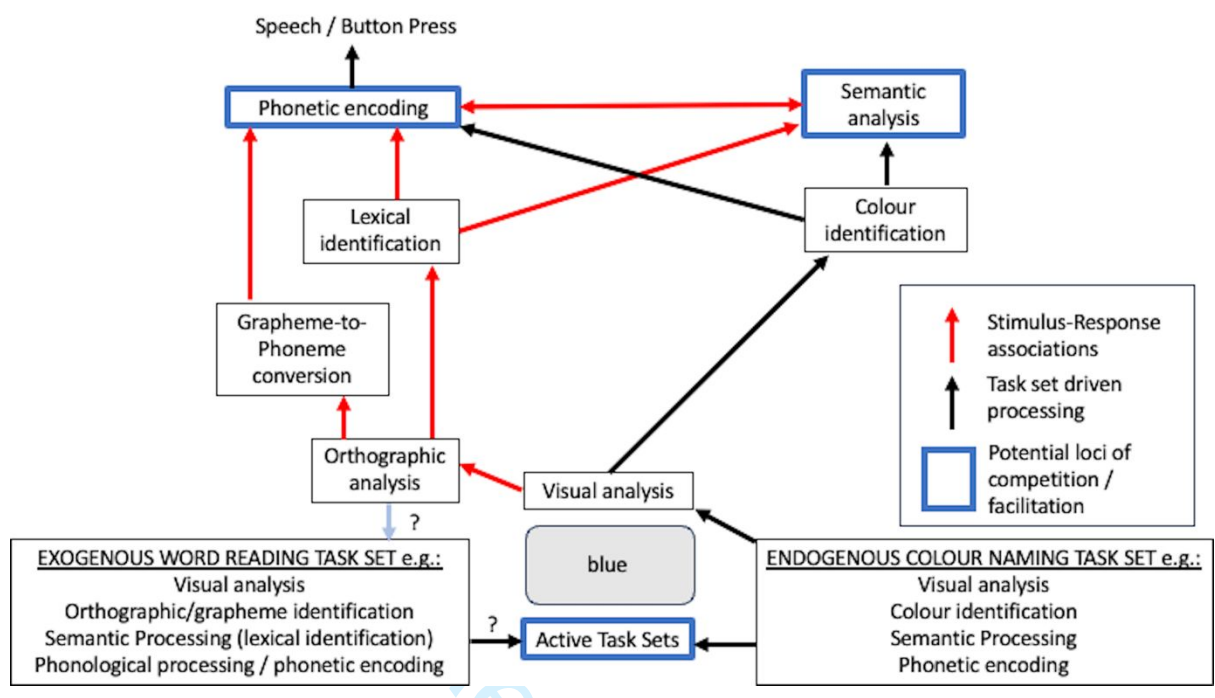 Speech / Button Press
Phonetic encoding
Semantic
analysis
Lexical
identification
Colour
identification
Grapheme-to-
Phoneme
conversion
Stimulus-Response
associations
Task set driven
processing
Potential loci of
competition /
facilitation
Orthographic
analysis
Visual analysis
?
EXOGENOUS WORD READING TASK SET e.g.:
Visual analysis
Orthographic/grapheme identification
Semantic Processing (lexical identification)
Phonological processing / phonetic encoding
blue
?
Active Task Sets
ENDOGENOUS COLOUR NAMING TASK SET e.g.:
Visual analysis
Colour identification
Semantic Processing
Phonetic encoding